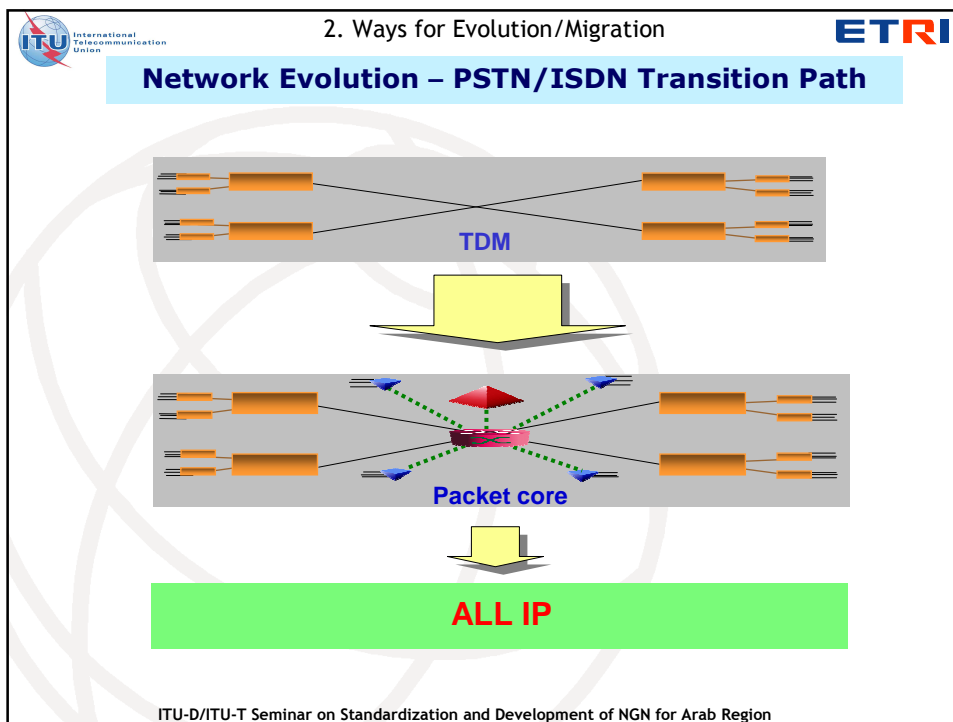 ITU International
Telecommunication
Union
2. Ways for Evolution/Migration
ETRI
Network Evolution – PSTN/ISDN Transition Path
TDM
Packet core
ALL IP
ITU-D/ITU-T Seminar on Standardization and Development of NGN for Arab Region